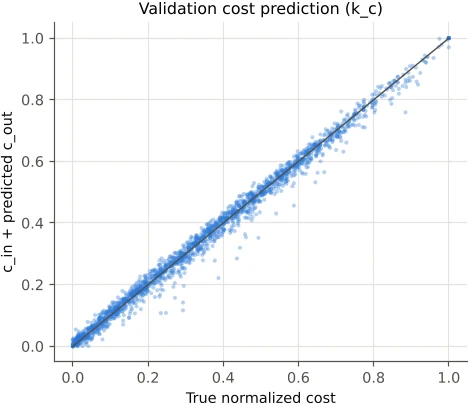 Validation cost prediction (k_c)
c_in + predicted c_out
1.0
0.8
0.6
0.4
0.2
0.0
0.0 0.2 0.4 0.6 0.8 1.0
True normalized cost